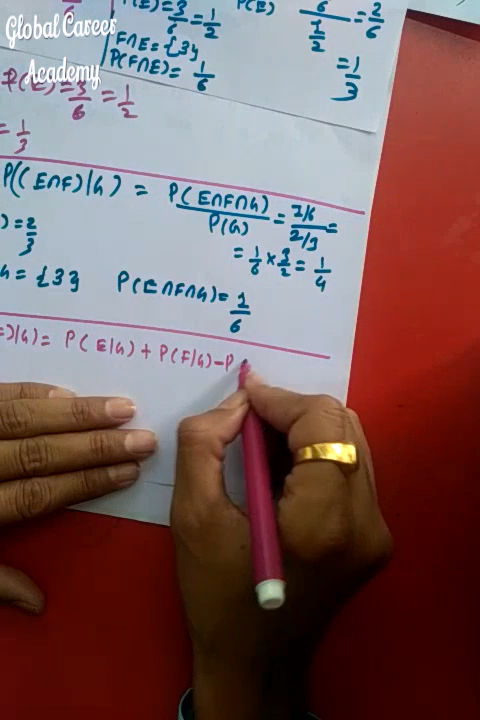 Global Career
Academy
P(E)=3/6=1/2
P(E)
6
1/2
=2/6
F∩E={3}
P(F∩E)=1/6
=1/3
P(E)=3/6=1/2
=1/3
P((E∩F)|G) = P(E∩F∩G)/P(G) = 1/6/2/3 =
)=2/3
=1/6×3/2=1/4
G={3} P(E∩F∩G)=1/6
)|G)= P(E|G)+P(F|G)-P